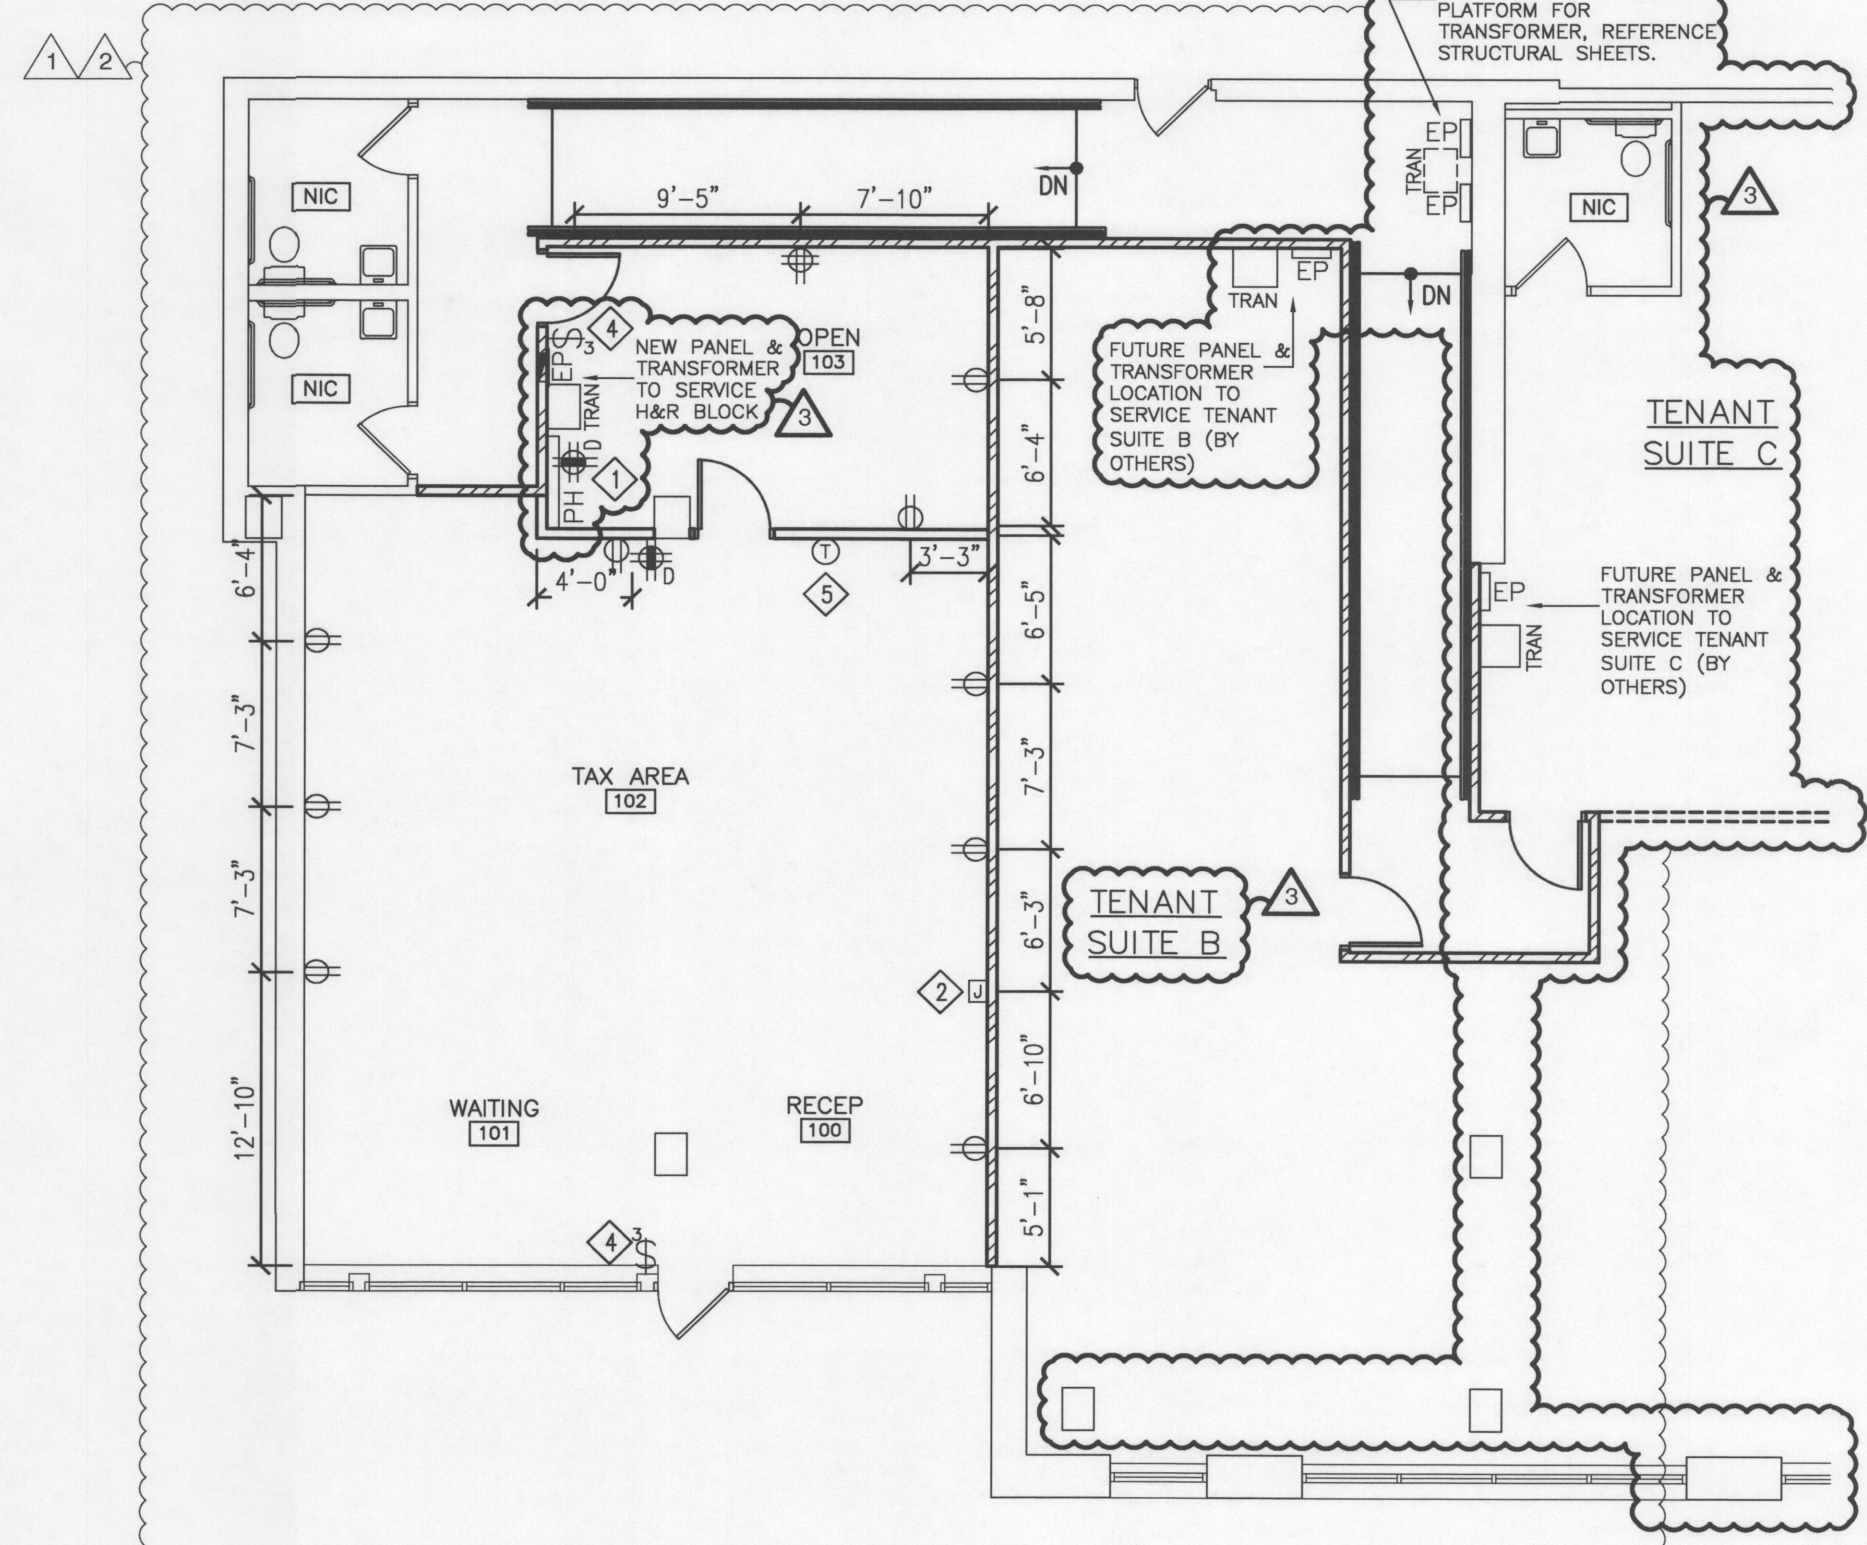 PLATFORM FOR
TRANSFORMER, REFERENCE
STRUCTURAL SHEETS.
1
2
EP
TRAN
EP
NIC
3
NIC
9'-5"
7'-10"
DN
EP
TRAN
DN
5'-8"
4
$
3
EP
TRAN
NEW PANEL &
TRANSFORMER
TO SERVICE
H&R BLOCK
3
OPEN
103
FUTURE PANEL &
TRANSFORMER
LOCATION TO
SERVICE TENANT
SUITE B (BY
OTHERS)
NIC
TENANT
SUITE C
6'-4"
D
1
PH
D
4'-0"
T
5
3'-3"
6'-4"
6'-5"
EP
TRAN
FUTURE PANEL &
TRANSFORMER
LOCATION TO
SERVICE TENANT
SUITE C (BY
OTHERS)
7'-3"
7'-3"
TAX AREA
102
7'-3"
6'-3"
TENANT
SUITE B
3
2
J
6'-10"
12'-10"
WAITING
101
RECEP
100
5'-1"
4
3
$